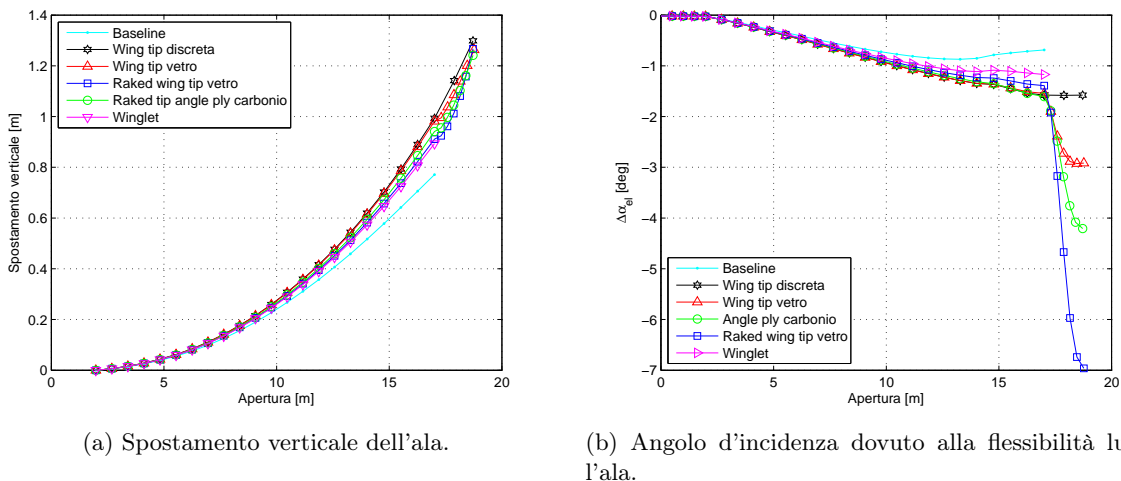 1.4
1.2
1
0.8
0.6
0.4
0.2
0
Spostamento verticale [m]
Baseline
Wing tip discreta
Wing tip vetro
Raked wing tip vetro
Raked tip angle ply carbonio
Winglet
0 5 10 15 20
Apertura [m]
(a) Spostamento verticale dell'ala.
0
−1
−2
−3
−4
−5
−6
−7
Δα_el [deg]
Baseline
Wing tip discreta
Wing tip vetro
Angle ply carbonio
Raked wing tip vetro
Winglet
0 5 10 15 20
Apertura [m]
(b) Angolo d'incidenza dovuto alla flessibilità lu
l'ala.